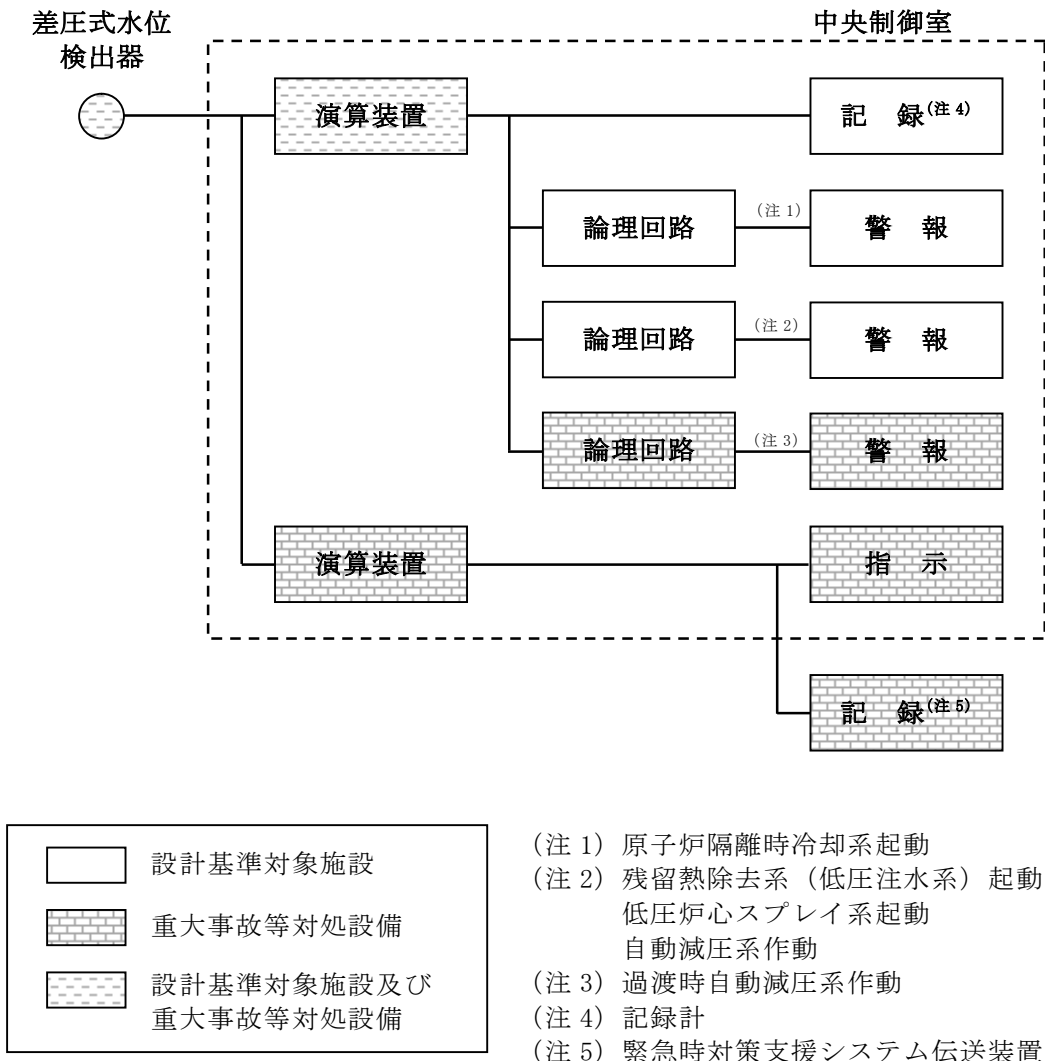 差圧式水位
検出器
中央制御室
演算装置
記 録(注 4)
論理回路
(注 1)
警 報
論理回路
(注 2)
警 報
論理回路
(注 3)
警 報
演算装置
指 示
記 録(注 5)
設計基準対象施設
重大事故等対処設備
設計基準対象施設及び
重大事故等対処設備
(注 1) 原子炉隔離時冷却系起動
(注 2) 残留熱除去系(低圧注水系)起動
低圧炉心スプレイ系起動
自動減圧系作動
(注 3) 過渡時自動減圧系作動
(注 4) 記録計
(注 5) 緊急時対策支援システム伝送装置